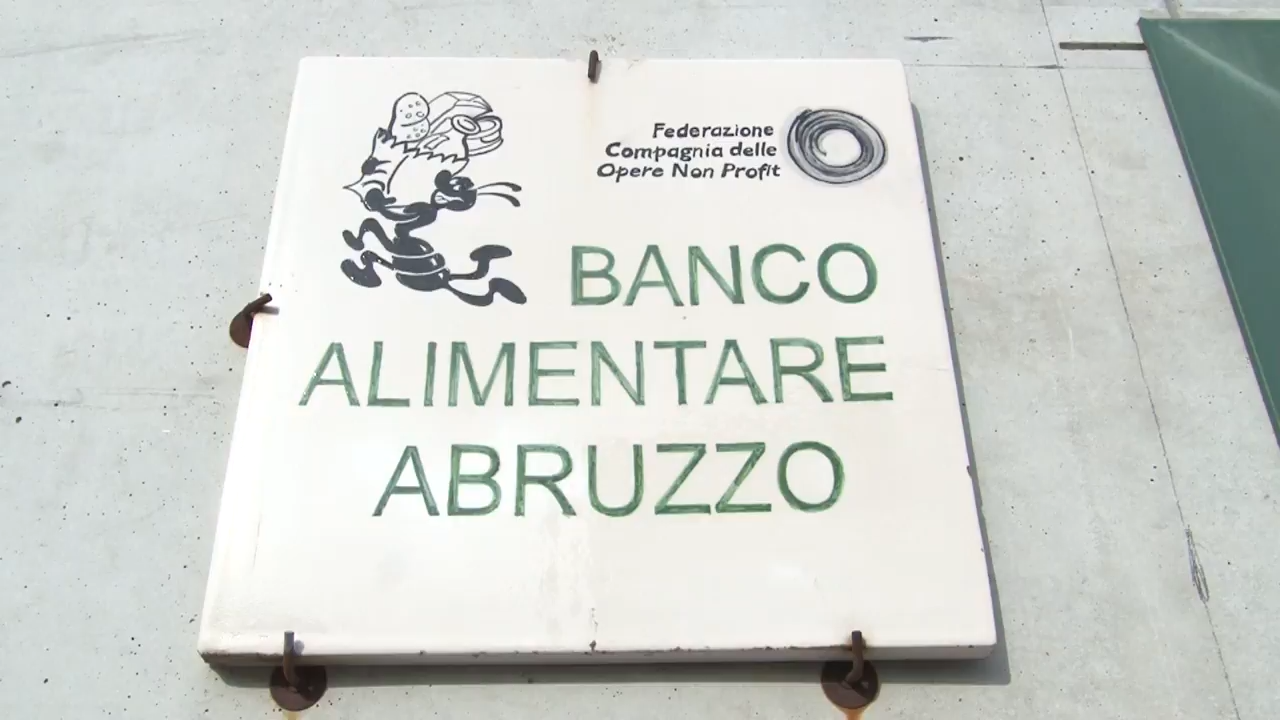 Federazione
Compagnia delle
Opere Non Profit
BANCO
ALIMENTARE
ABRUZZO